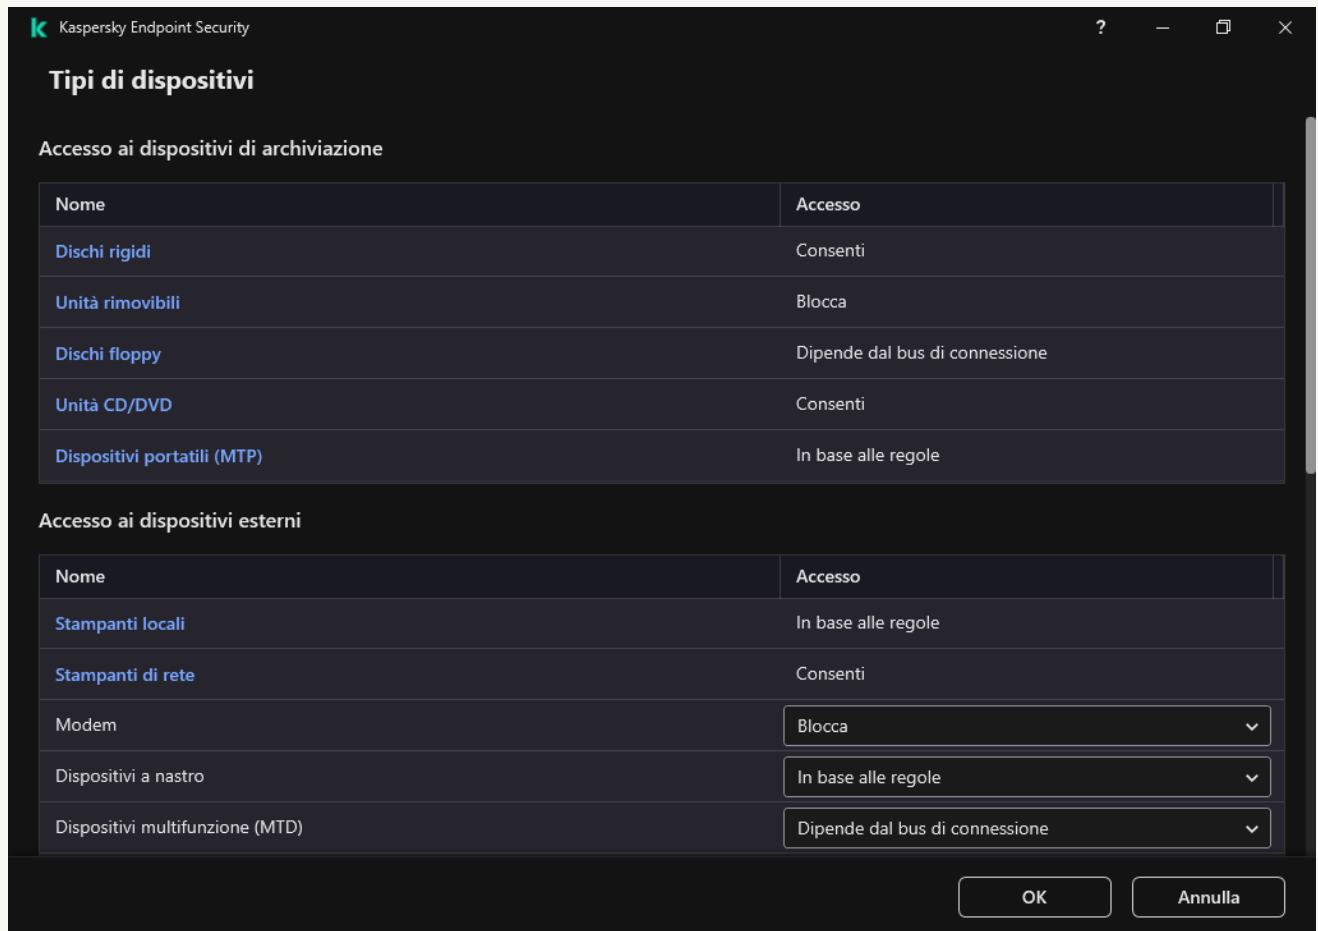 Kaspersky Endpoint Security
?
Tipi di dispositivi
Accesso ai dispositivi di archiviazione
Nome Accesso
Dischi rigidi Consenti
Unità rimovibili Blocca
Dischi floppy Dipende dal bus di connessione
Unità CD/DVD Consenti
Dispositivi portatili (MTP) In base alle regole
Accesso ai dispositivi esterni
Nome Accesso
Stampanti locali In base alle regole
Stampanti di rete Consenti
Modem Blocca
Dispositivi a nastro In base alle regole
Dispositivi multifunzione (MTD) Dipende dal bus di connessione
OK Annulla